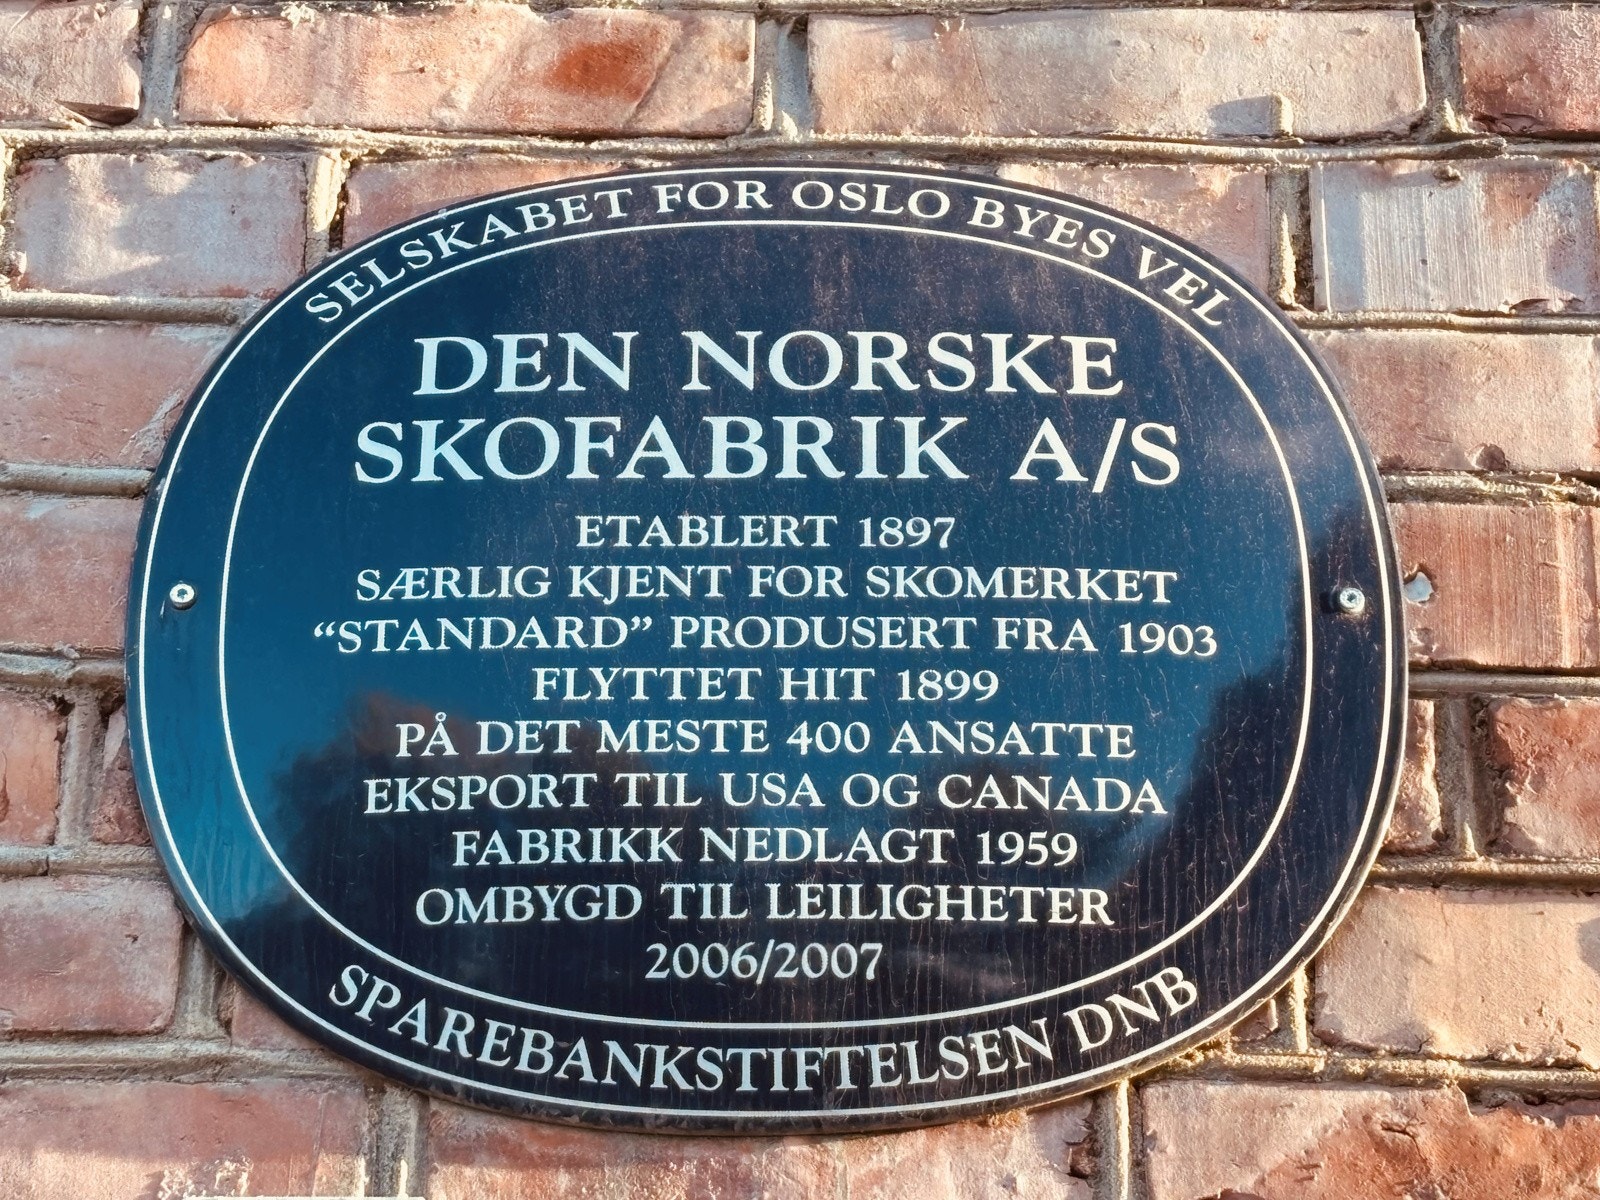 SELSKABET FOR OSLO BYES VEL
DEN NORSKE
SKOFABRIK A/S
ETABLERT 1897
SÆRLIG KJENT FOR SKOMERKET
“STANDARD” PRODUSERT FRA 1903
FLYTTET HIT 1899
PÅ DET MESTE 400 ANSATTE
EKSPORT TIL USA OG CANADA
FABRIKK NEDLAGT 1959
OMBYGD TIL LEILIGHETER
2006/2007
SPAREBANKSTIFTELSEN DNB